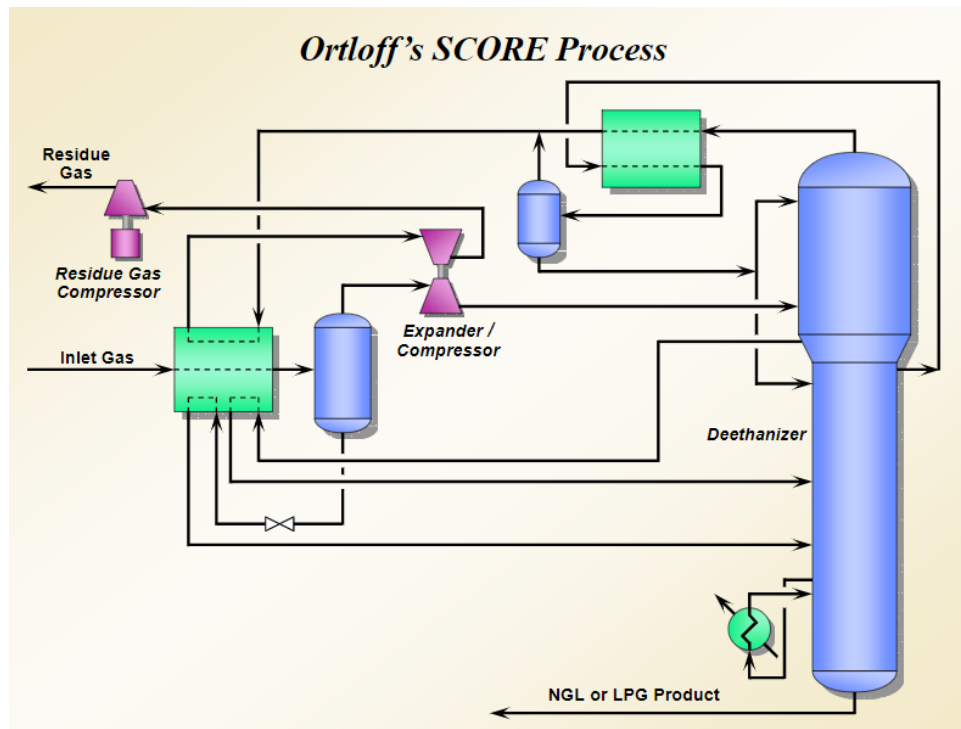 Ortloff's SCORE Process
Residue
Gas
Residue Gas
Compressor
Expander /
Compressor
Inlet Gas
Deethanizer
NGL or LPG Product